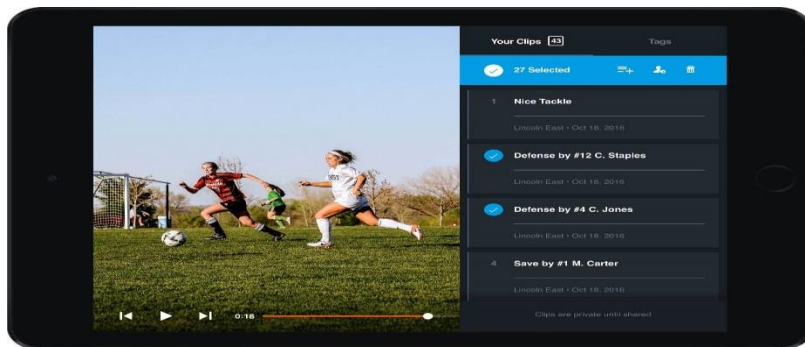 Your Clips 43
Tags
27 Selected
1 Nice Tackle
Lincoln East • Oct 18, 2016
Defense by #12 C. Staples
Lincoln East • Oct 18, 2016
Defense by #4 C. Jones
Lincoln East • Oct 18, 2016
4 Save by #1 M. Carter
Lincoln East • Oct 18, 2016
0:18
Clips are private until shared